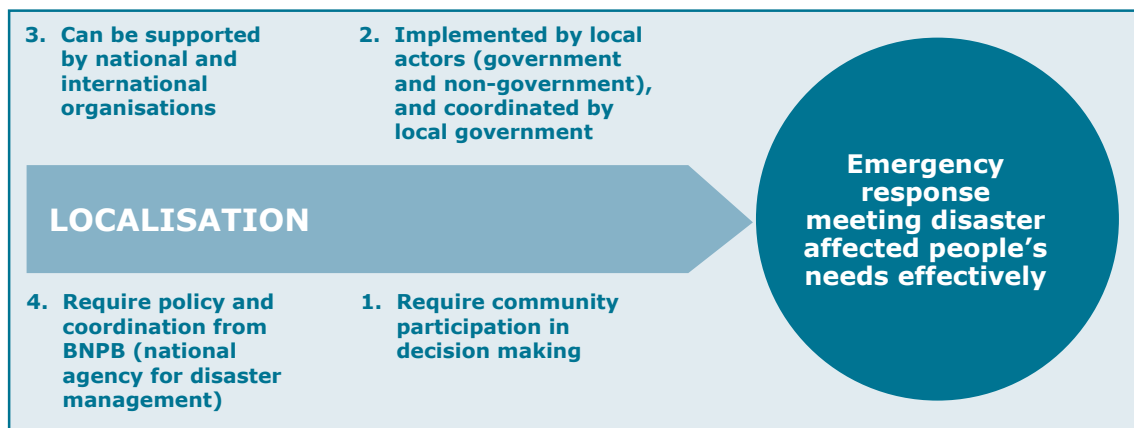 3. Can be supported
by national and
international
organisations
2. Implemented by local
actors (government
and non-government),
and coordinated by
local government
LOCALISATION
Emergency
response
meeting disaster
affected people’s
needs effectively
4. Require policy and
coordination from
BNPB (national
agency for disaster
management)
1. Require community
participation in
decision making